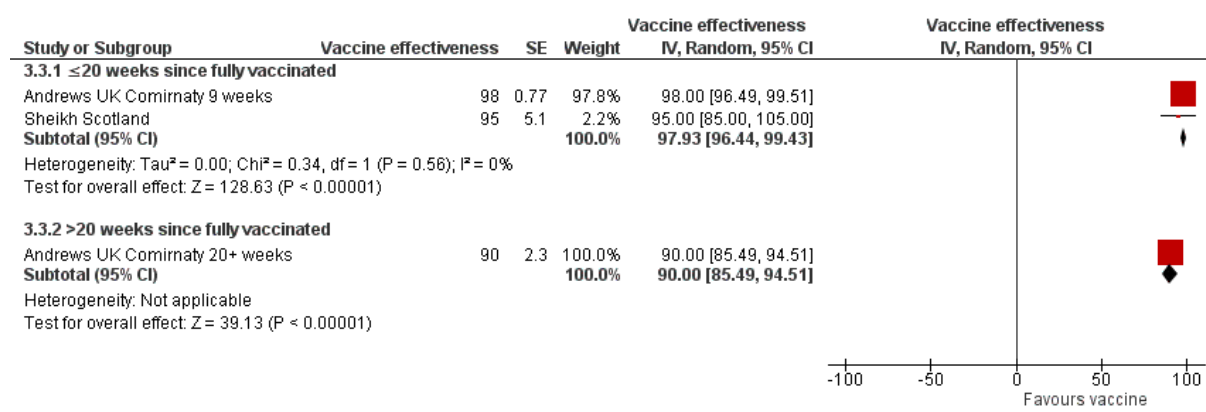 Vaccine effectiveness Vaccine effectiveness
Study or Subgroup Vaccine effectiveness SE Weight IV, Random, 95% CI IV, Random, 95% CI
3.3.1 ≤20 weeks since fully vaccinated
Andrews UK Comirnaty 9 weeks 98 0.77 97.8% 98.00 [96.49, 99.51]
Sheikh Scotland 95 5.1 2.2% 95.00 [85.00, 105.00]
Subtotal (95% CI) 100.0% 97.93 [96.44, 99.43]
Heterogeneity: Tau² = 0.00; Chi² = 0.34, df = 1 (P = 0.56); I² = 0%
Test for overall effect: Z = 128.63 (P < 0.00001)
3.3.2 >20 weeks since fully vaccinated
Andrews UK Comirnaty 20+ weeks 90 2.3 100.0% 90.00 [85.49, 94.51]
Subtotal (95% CI) 100.0% 90.00 [85.49, 94.51]
Heterogeneity: Not applicable
Test for overall effect: Z = 39.13 (P < 0.00001)
-100 -50 0 50 100
Favours vaccine